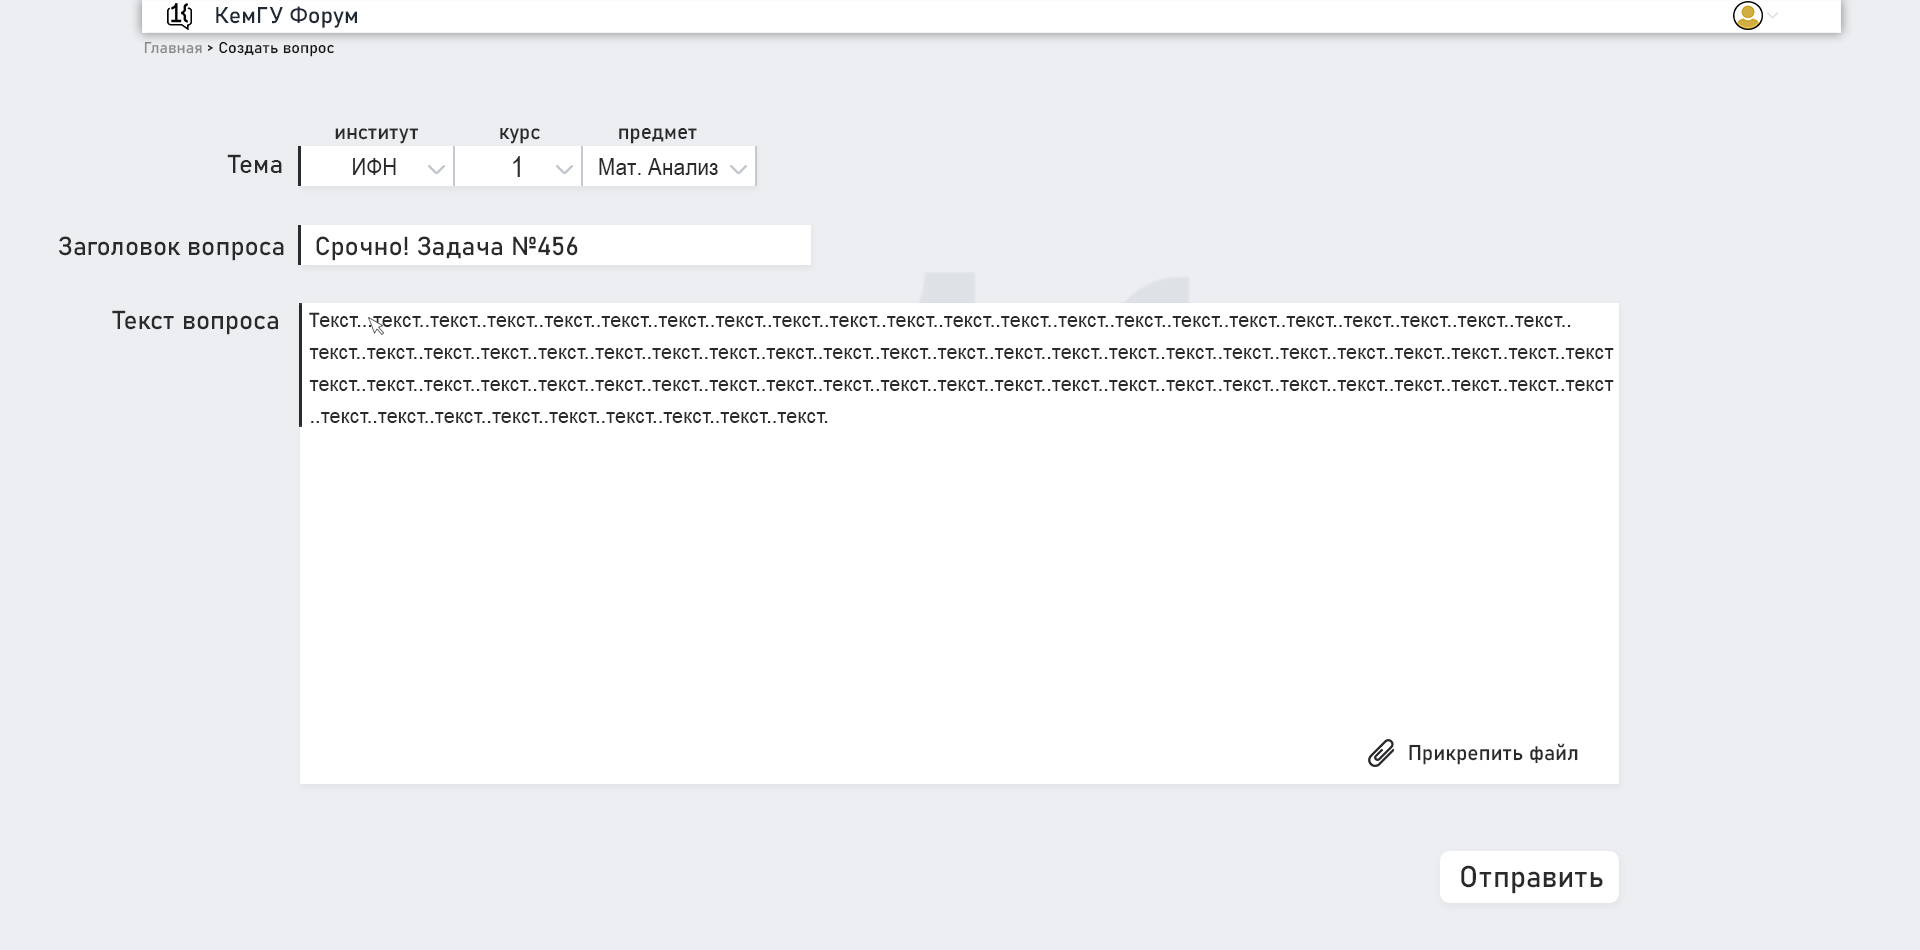 КемГУ Форум
Главная > Создать вопрос
институт курс предмет
Тема ИФН 1 Мат. Анализ
Заголовок вопроса Срочно! Задача №456
Текст вопроса
Текст...текст..текст..текст..текст..текст..текст..текст..текст..текст..текст..текст..текст..текст..текст..текст..текст..текст..текст..текст..текст..текст..
текст..текст..текст..текст..текст..текст..текст..текст..текст..текст..текст..текст..текст..текст..текст..текст..текст..текст..текст..текст..текст..текст..текст
текст..текст..текст..текст..текст..текст..текст..текст..текст..текст..текст..текст..текст..текст..текст..текст..текст..текст..текст..текст..текст..текст..текст
..текст..текст..текст..текст..текст..текст..текст..текст..текст.
Прикрепить файл
Отправить